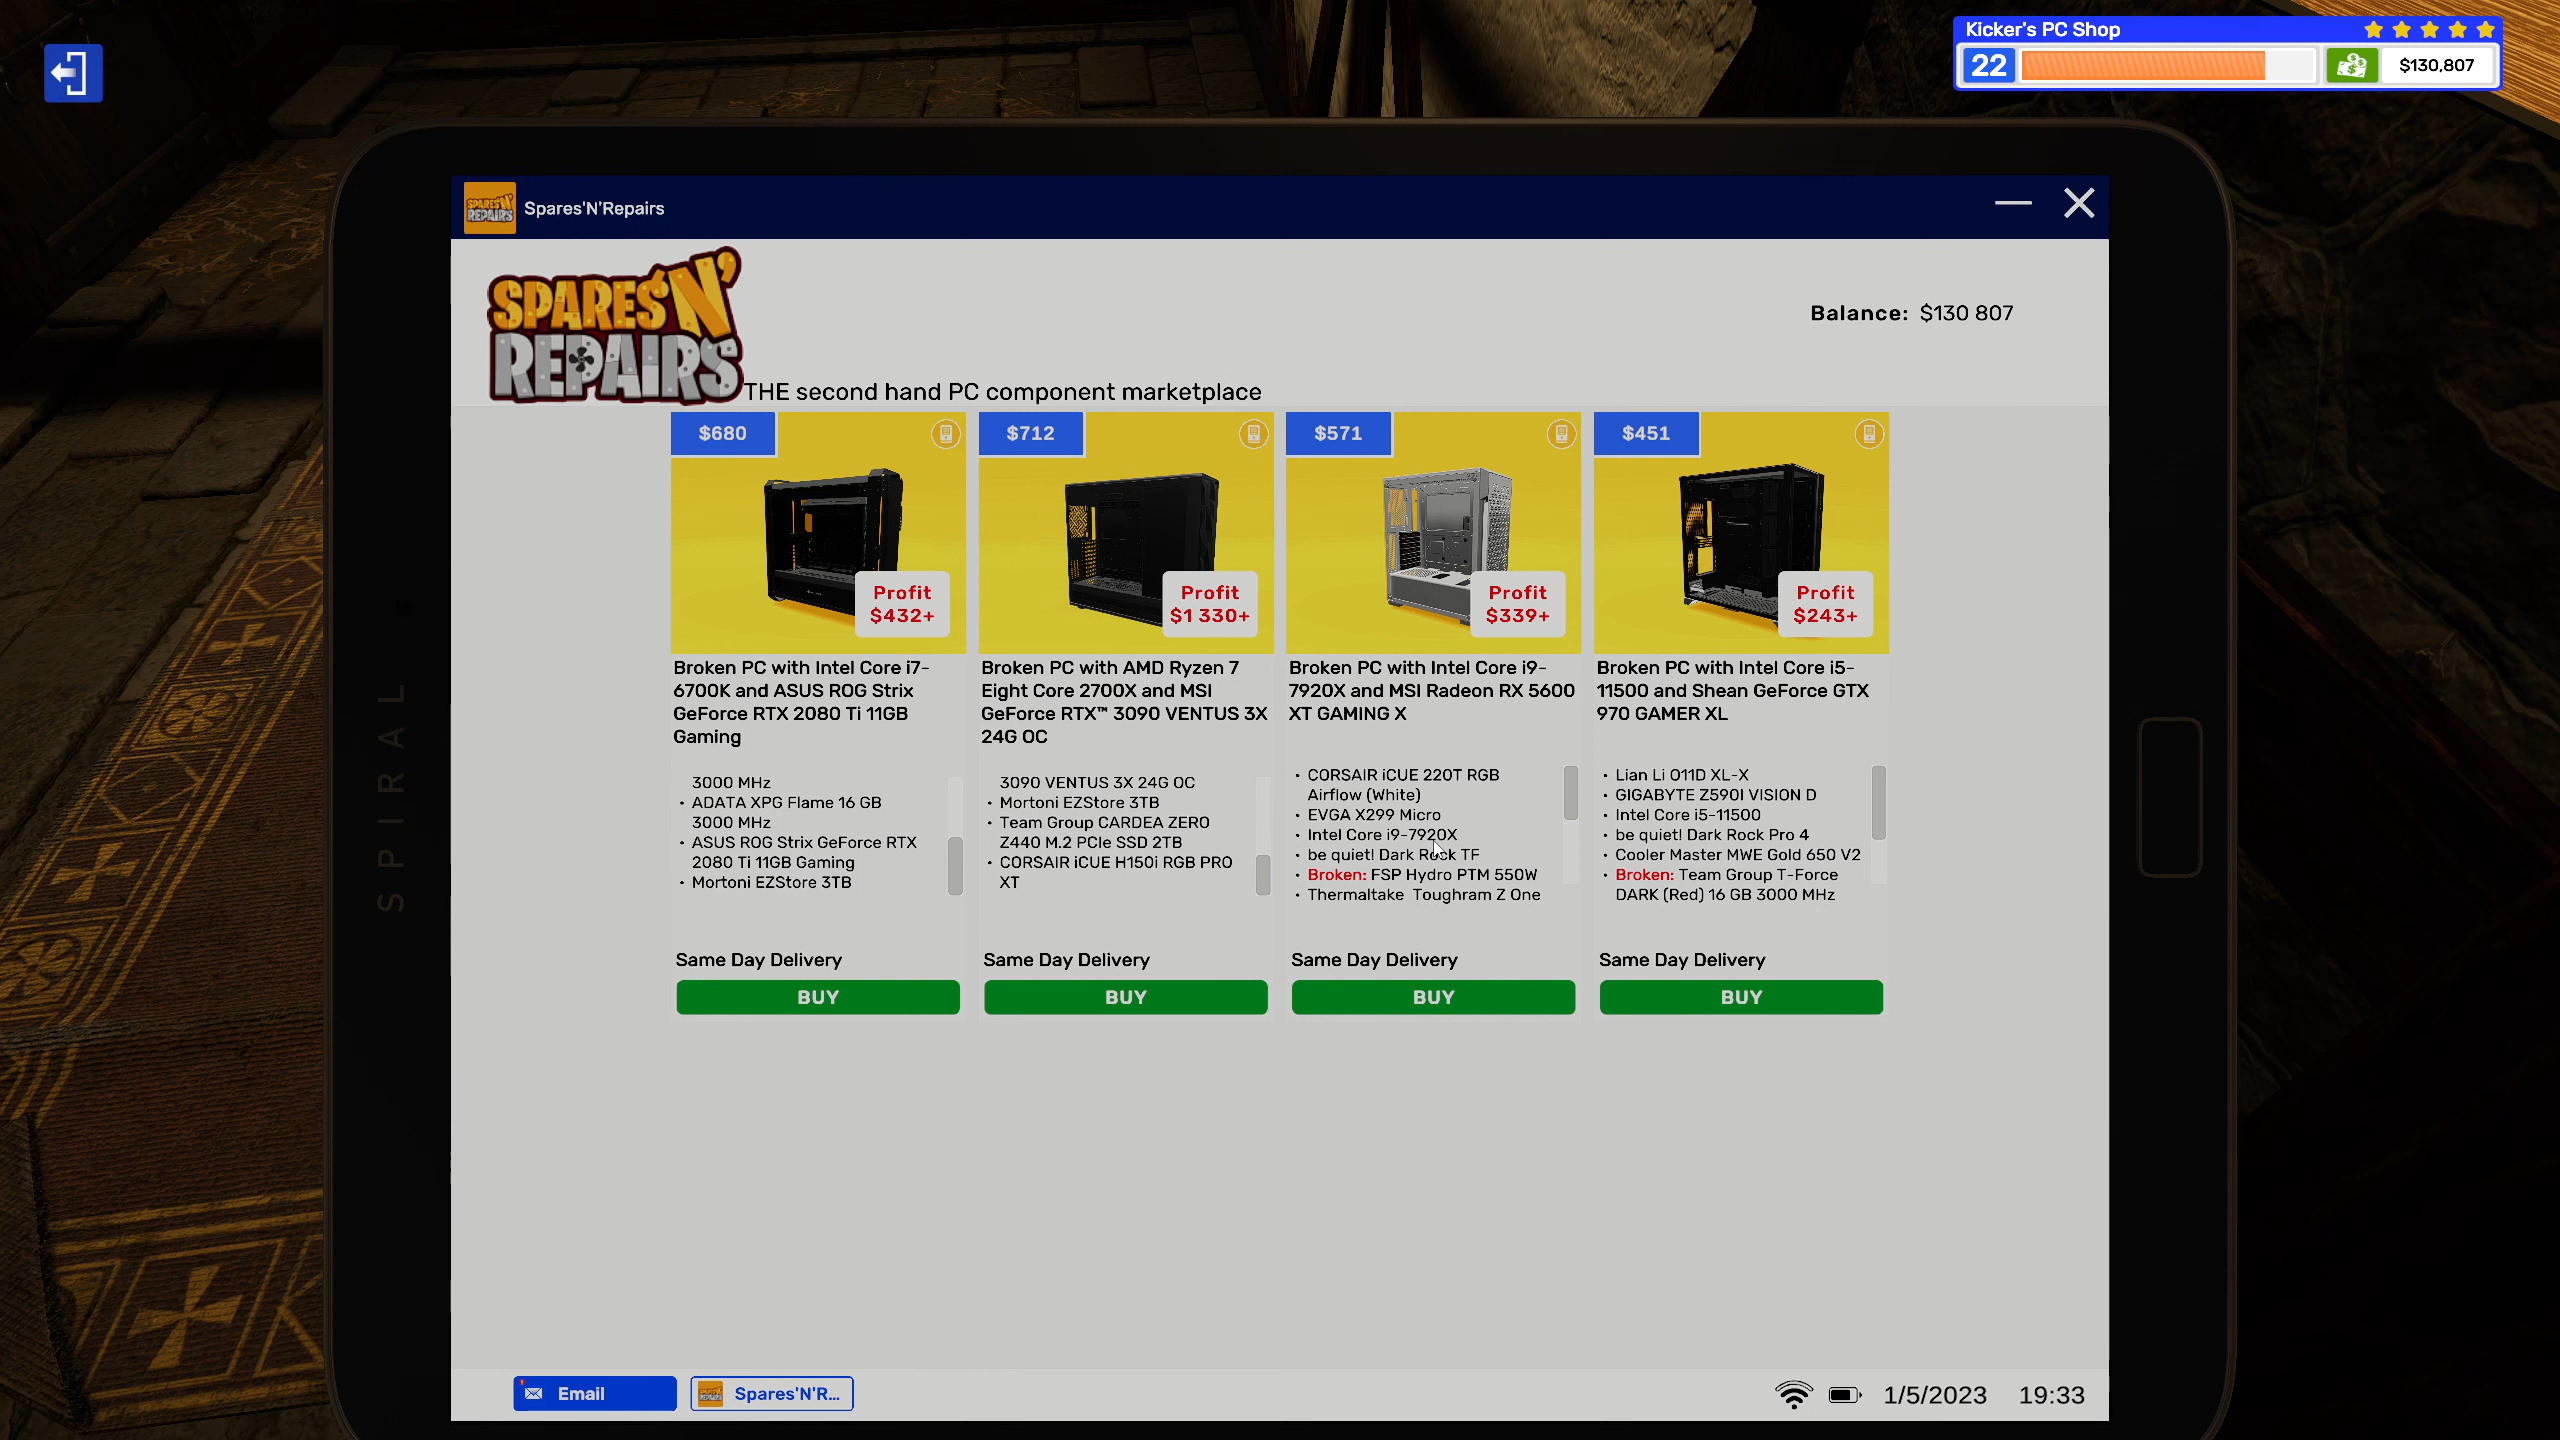 Kicker's PC Shop
22
$130,807
SPARES N' REPAIRS
Spares'N'Repairs
SPARES N'
REPAIRS
Balance: $130 807
THE second hand PC component marketplace
$680
Profit
$432+
Broken PC with Intel Core i7-
6700K and ASUS ROG Strix
GeForce RTX 2080 Ti 11GB
Gaming
3000 MHz
• ADATA XPG Flame 16 GB
3000 MHz
• ASUS ROG Strix GeForce RTX
2080 Ti 11GB Gaming
• Mortoni EZStore 3TB
Same Day Delivery
BUY
$712
Profit
$1 330+
Broken PC with AMD Ryzen 7
Eight Core 2700X and MSI
GeForce RTX™ 3090 VENTUS 3X
24G OC
3090 VENTUS 3X 24G OC
• Mortoni EZStore 3TB
• Team Group CARDEA ZERO
Z440 M.2 PCIe SSD 2TB
• CORSAIR iCUE H150i RGB PRO
XT
Same Day Delivery
BUY
$571
Profit
$339+
Broken PC with Intel Core i9-
7920X and MSI Radeon RX 5600
XT GAMING X
• CORSAIR iCUE 220T RGB
Airflow (White)
• EVGA X299 Micro
• Intel Core i9-7920X
• be quiet! Dark Rock TF
• Broken: FSP Hydro PTM 550W
• Thermaltake Toughram Z One
Same Day Delivery
BUY
$451
Profit
$243+
Broken PC with Intel Core i5-
11500 and Shean GeForce GTX
970 GAMER XL
• Lian Li O11D XL-X
• GIGABYTE Z590I VISION D
• Intel Core i5-11500
• be quiet! Dark Rock Pro 4
• Cooler Master MWE Gold 650 V2
• Broken: Team Group T-Force
DARK (Red) 16 GB 3000 MHz
Same Day Delivery
BUY
SPIRAL
Email
Spares'N'R...
1/5/2023
19:33